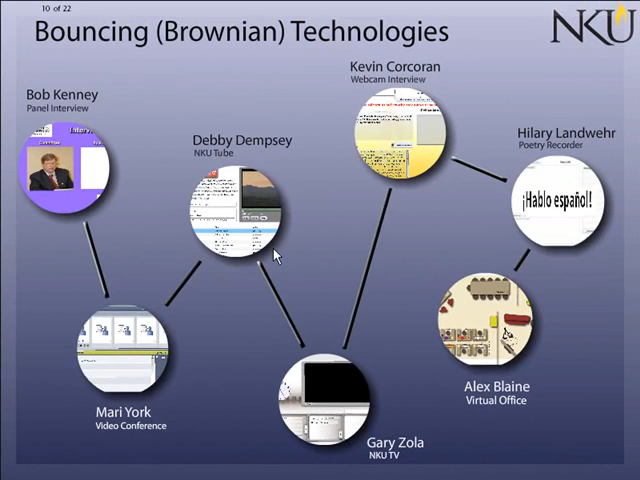 10 of 22
Bouncing (Brownian) Technologies
NKU
Kevin Corcoran
Webcam Interview
Bob Kenney
Panel Interview
Hilary Landwehr
Poetry Recorder
Debby Dempsey
NKU Tube
¡Hablo español!
Alex Blaine
Virtual Office
Mari York
Video Conference
Gary Zola
NKU TV